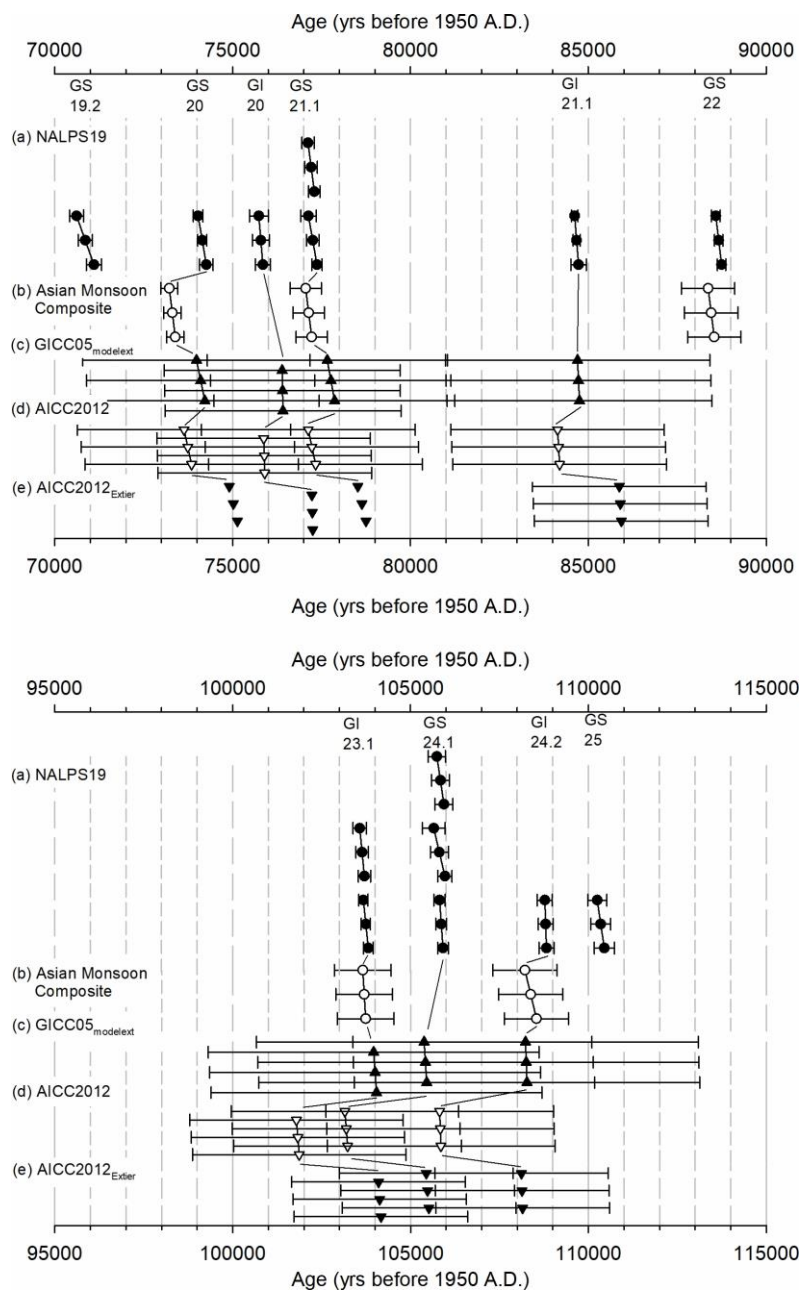 Age (yrs before 1950 A.D.)
70000 75000 80000 85000 90000
GS 19.2
GS 20
GI 20
GS 21.1
GI 21.1
GS 22
(a) NALPS19
(b) Asian Monsoon
Composite
(c) GICC05modelext
(d) AICC2012
(e) AICC2012Extier
70000 75000 80000 85000 90000
Age (yrs before 1950 A.D.)
Age (yrs before 1950 A.D.)
95000 100000 105000 110000 115000
GI 23.1
GS 24.1
GI 24.2
GS 25
(a) NALPS19
(b) Asian Monsoon
Composite
(c) GICC05modelext
(d) AICC2012
(e) AICC2012Extier
95000 100000 105000 110000 115000
Age (yrs before 1950 A.D.)